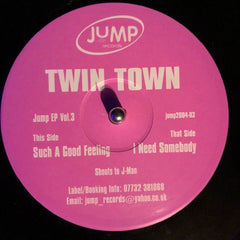 JUMP
RECORDS
TWIN TOWN
Jump EP Vol.3 jump2004-03
This Side That Side
Such A Good Feeling I Need Somebody
Shouts to J-Man
Label/Booking Info: 07732 381068
Email: jump_records@yahoo.co.uk